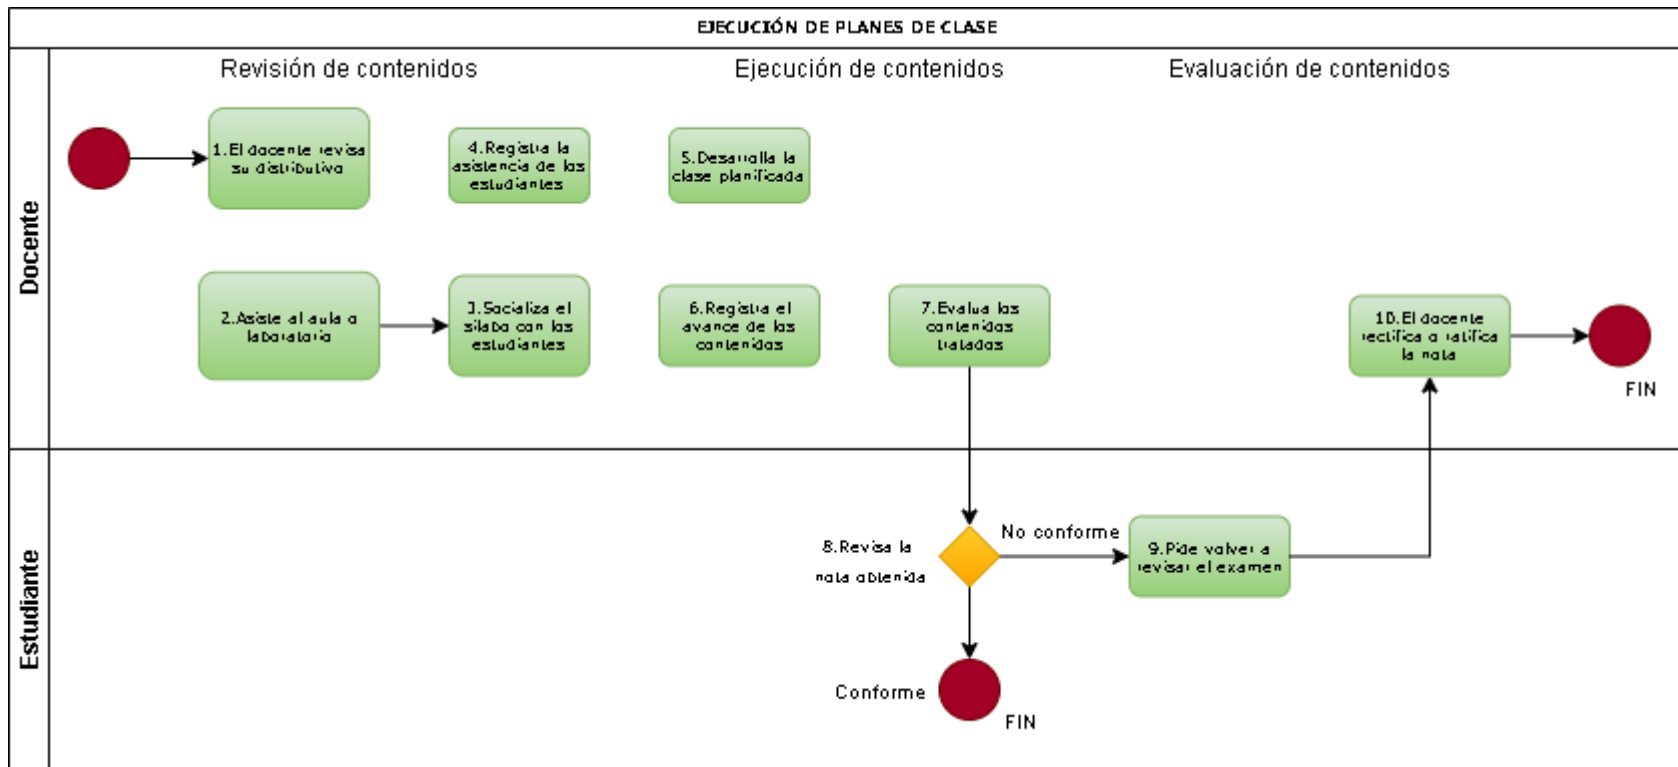 EJECUCIÓN DE PLANES DE CLASE
Revisión de contenidos
Ejecución de contenidos
Evaluación de contenidos
Docente
1.El docente revisa
su distributivo
4.Registra la
asistencia de los
estudiantes
5.Desarrolla la
clase planificada
2.Asiste al aula o
laboratorio
3.Socializa el
silabo con los
estudiantes
6.Registra el
avance de los
contenidos
7.Evalua los
contenidos
tratados
10.El docente
rectifica o ratifica
la nota
FIN
Estudiante
8.Revisa la
nota obtenida
No conforme
9.Pide volver a
revisar el examen
Conforme
FIN